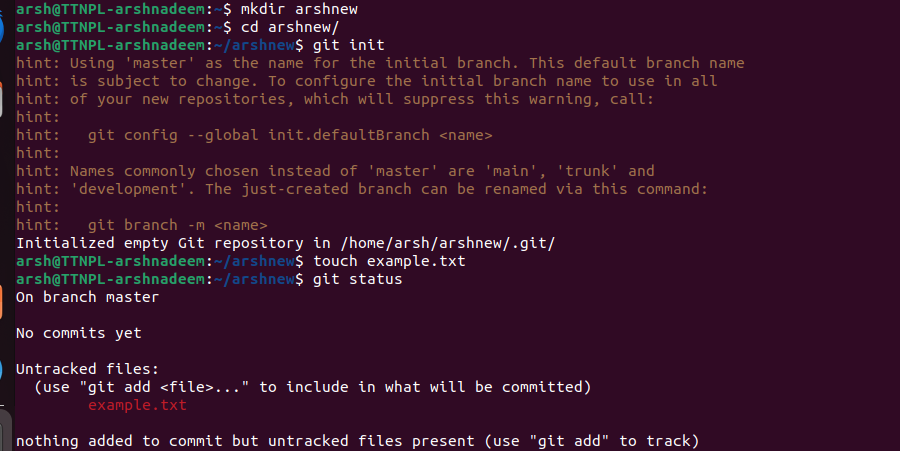 arsh@TTNPL-arshnadeem:~$ mkdir arshnew
arsh@TTNPL-arshnadeem:~$ cd arshnew/
arsh@TTNPL-arshnadeem:~/arshnew$ git init
hint: Using 'master' as the name for the initial branch. This default branch name
hint: is subject to change. To configure the initial branch name to use in all
hint: of your new repositories, which will suppress this warning, call:
hint:
hint:   git config --global init.defaultBranch <name>
hint:
hint: Names commonly chosen instead of 'master' are 'main', 'trunk' and
hint: 'development'. The just-created branch can be renamed via this command:
hint:
hint:   git branch -m <name>
Initialized empty Git repository in /home/arsh/arshnew/.git/
arsh@TTNPL-arshnadeem:~/arshnew$ touch example.txt
arsh@TTNPL-arshnadeem:~/arshnew$ git status
On branch master
No commits yet
Untracked files:
  (use "git add <file>..." to include in what will be committed)
        example.txt
nothing added to commit but untracked files present (use "git add" to track)